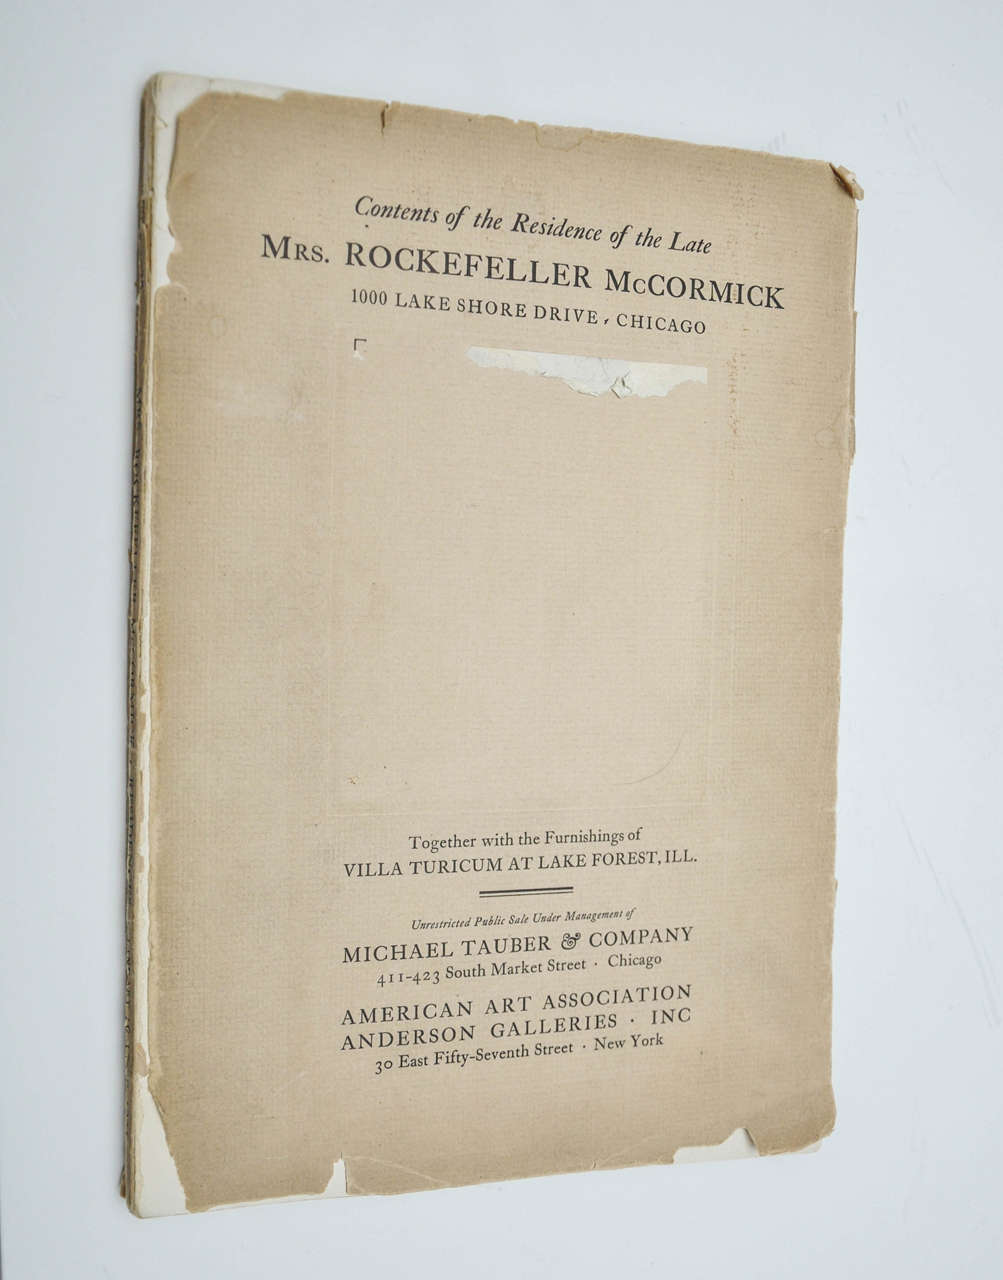 Contents of the Residence of the Late
MRS. ROCKEFELLER McCORMICK
1000 LAKE SHORE DRIVE, CHICAGO
Together with the Furnishings of
VILLA TURICUM AT LAKE FOREST, ILL.
Unrestricted Public Sale Under Management of
MICHAEL TAUBER & COMPANY
411-423 South Market Street · Chicago
AMERICAN ART ASSOCIATION
ANDERSON GALLERIES · INC
30 East Fifty-Seventh Street · New York